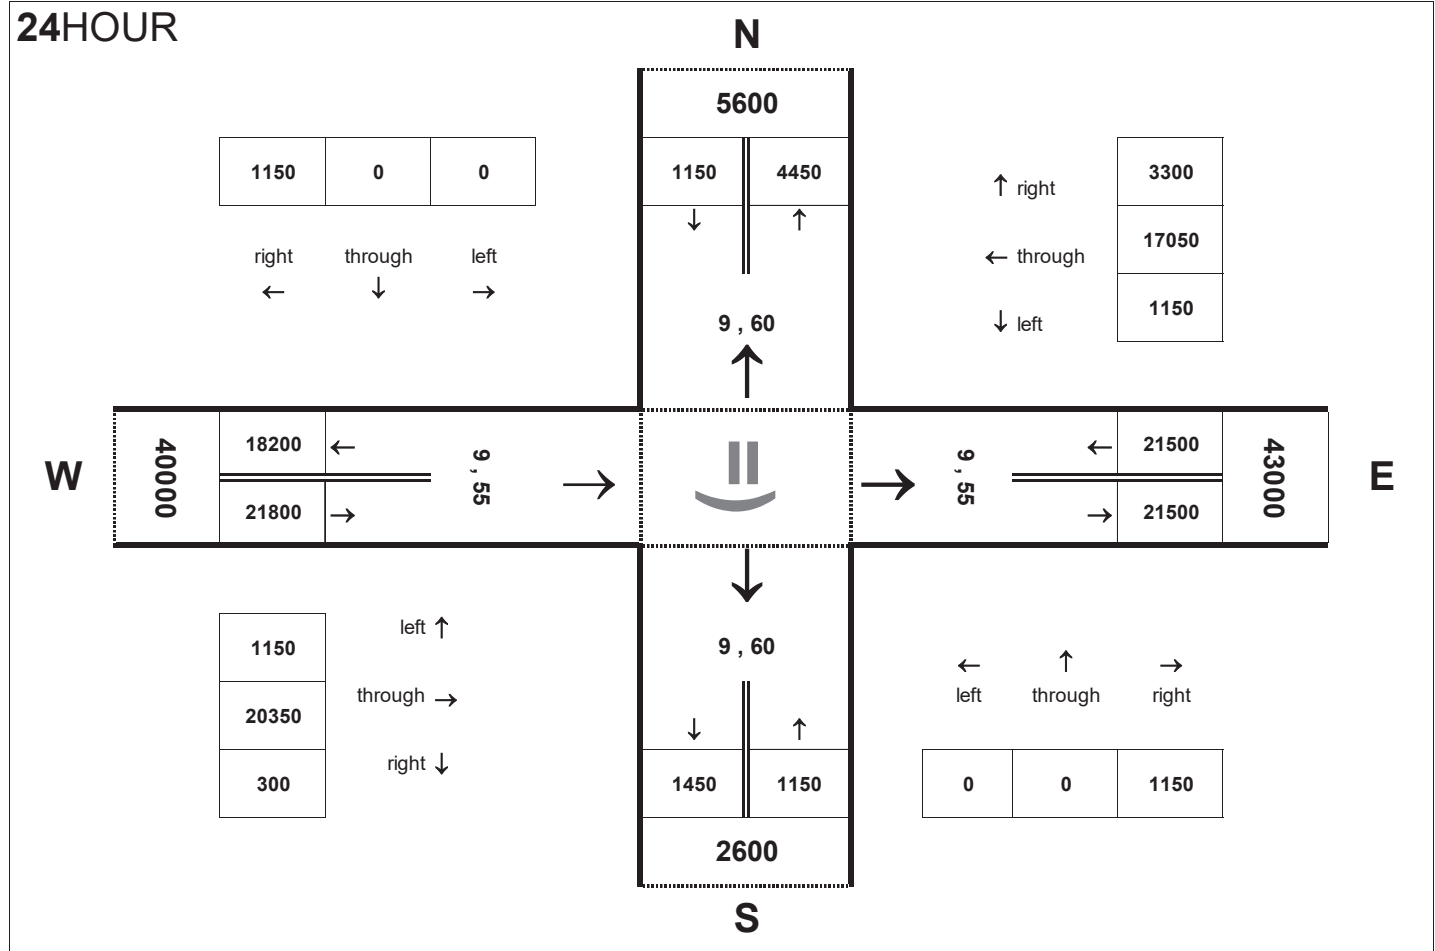 24HOUR
N
5600
1150 0 0
1150 4450
3300
↑ right
17050
right through left
← through
← ↓ →
1150
↓ left
9 , 60
W
40000
18200 ←
21800 →
9 , 55
9 , 55
← 21500
→ 21500
43000
E
1150
left ↑
20350
through →
300
right ↓
9 , 60
← ↑ →
left through right
1450 1150
0 0 1150
2600
S